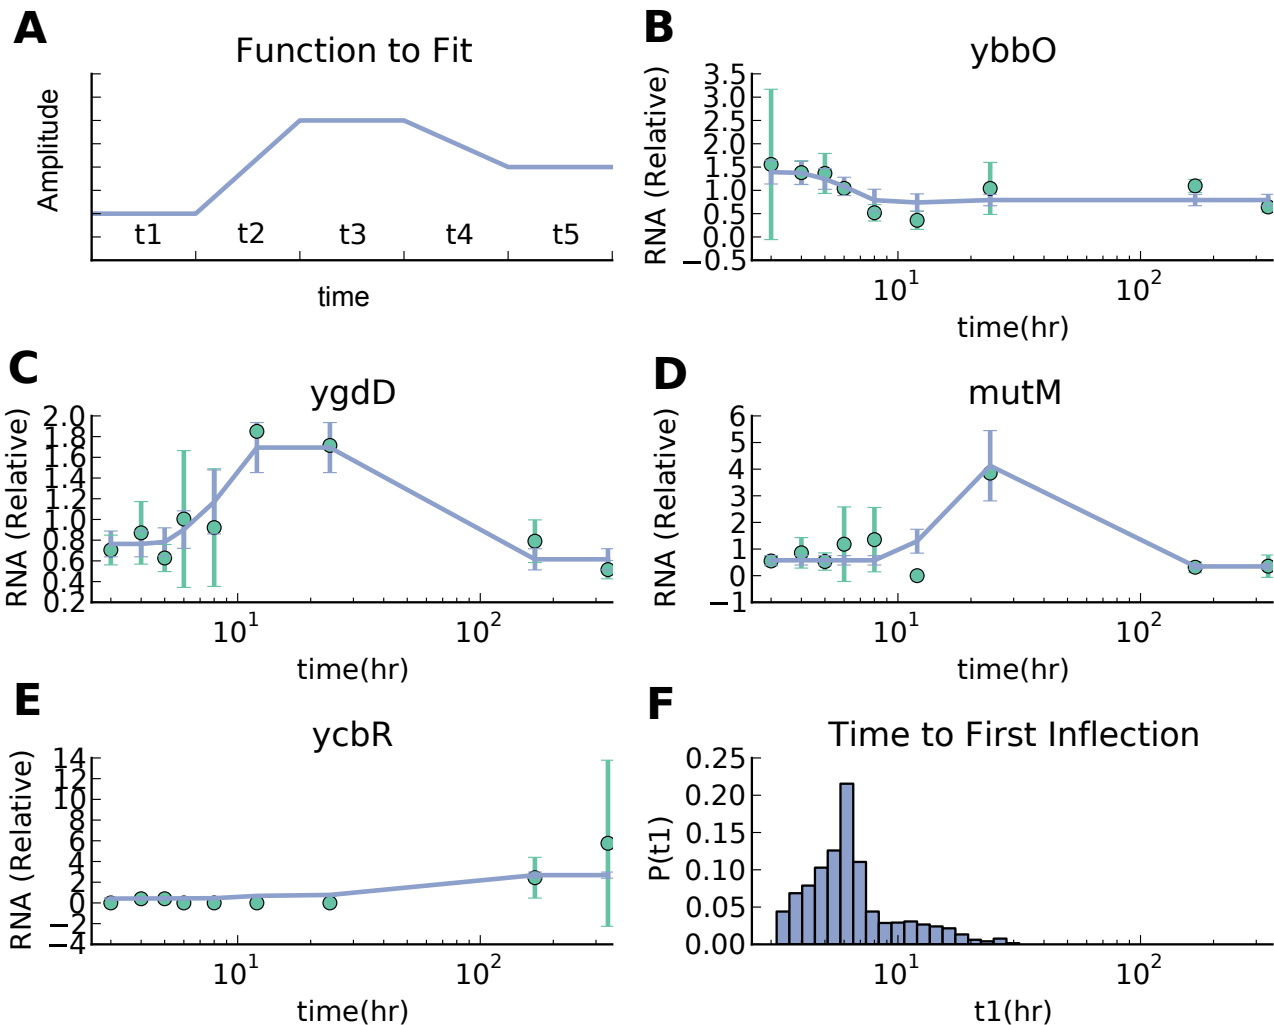 A
Function to Fit
Amplitude
t1 t2 t3 t4 t5
time
B
ybbO
RNA (Relative)
3.5
3.0
2.5
2.0
1.5
1.0
0.5
0.0
−0.5
10¹ 10²
time(hr)
C
ygdD
RNA (Relative)
2.0
1.8
1.6
1.4
1.2
1.0
0.8
0.6
0.4
0.2
10¹ 10²
time(hr)
D
mutM
RNA (Relative)
6
5
4
3
2
1
0
−1
10¹ 10²
time(hr)
E
ycbR
RNA (Relative)
14
12
10
8
6
4
2
0
−2
−4
10¹ 10²
time(hr)
F
Time to First Inflection
P(t1)
0.25
0.20
0.15
0.10
0.05
0.00
10¹ 10²
t1(hr)